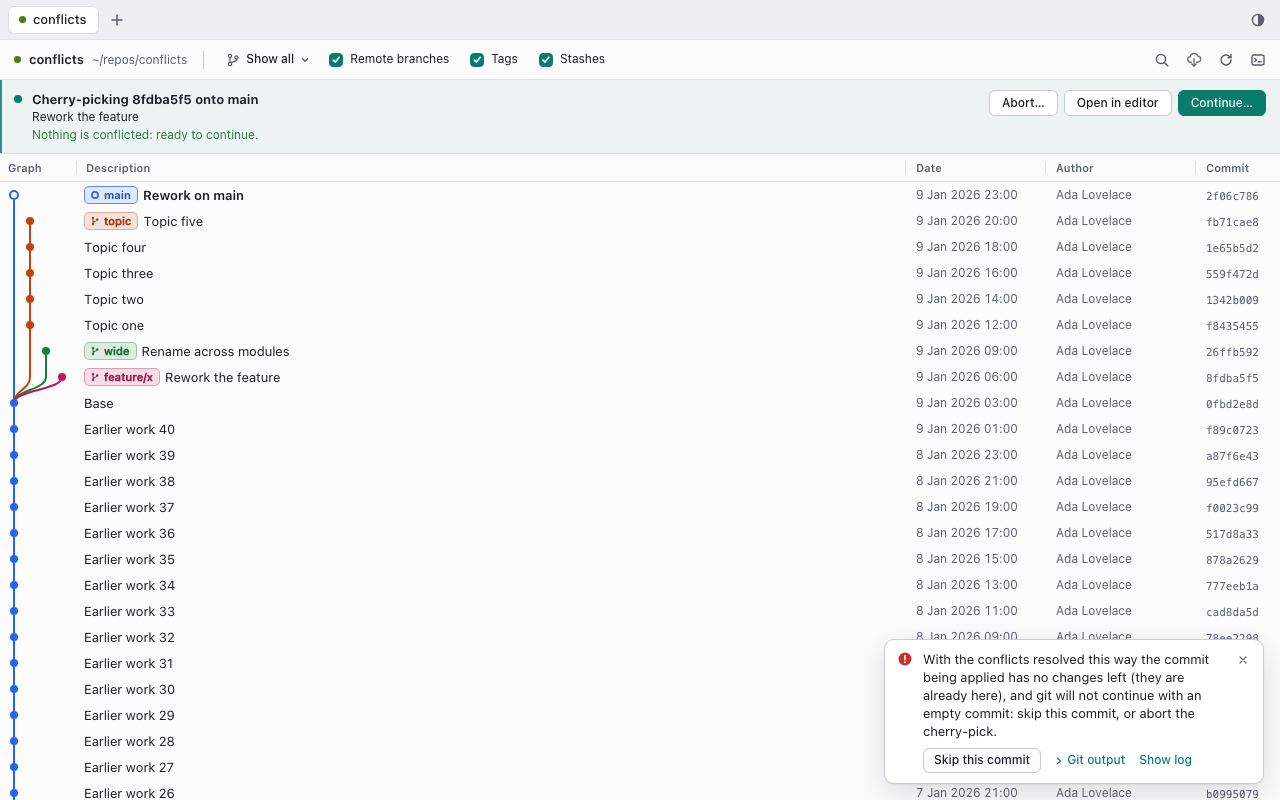 conflicts
conflicts ~/repos/conflicts Show all Remote branches Tags Stashes
Cherry-picking 8fdba5f5 onto main
Rework the feature
Nothing is conflicted: ready to continue.
Abort... Open in editor Continue...
Graph Description Date Author Commit
main Rework on main 9 Jan 2026 23:00 Ada Lovelace 2f06c786
topic Topic five 9 Jan 2026 20:00 Ada Lovelace fb71cae8
Topic four 9 Jan 2026 18:00 Ada Lovelace 1e65b5d2
Topic three 9 Jan 2026 16:00 Ada Lovelace 559f472d
Topic two 9 Jan 2026 14:00 Ada Lovelace 1342b009
Topic one 9 Jan 2026 12:00 Ada Lovelace f8435455
wide Rename across modules 9 Jan 2026 09:00 Ada Lovelace 26ffb592
feature/x Rework the feature 9 Jan 2026 06:00 Ada Lovelace 8fdba5f5
Base 9 Jan 2026 03:00 Ada Lovelace 0fbd2e8d
Earlier work 40 9 Jan 2026 01:00 Ada Lovelace f89c0723
Earlier work 39 8 Jan 2026 23:00 Ada Lovelace a87f6e43
Earlier work 38 8 Jan 2026 21:00 Ada Lovelace 95efd667
Earlier work 37 8 Jan 2026 19:00 Ada Lovelace f0023c99
Earlier work 36 8 Jan 2026 17:00 Ada Lovelace 517d8a33
Earlier work 35 8 Jan 2026 15:00 Ada Lovelace 878a2629
Earlier work 34 8 Jan 2026 13:00 Ada Lovelace 777eeb1a
Earlier work 33 8 Jan 2026 11:00 Ada Lovelace cad8da5d
Earlier work 32 8 Jan 2026 09:00 Ada Lovelace 78ee2298
Earlier work 31
Earlier work 30
Earlier work 29
Earlier work 28
Earlier work 27
Earlier work 26 7 Jan 2026 21:00 Ada Lovelace b0995079
With the conflicts resolved this way the commit
being applied has no changes left (they are
already here), and git will not continue with an
empty commit: skip this commit, or abort the
cherry-pick.
Skip this commit Git output Show log